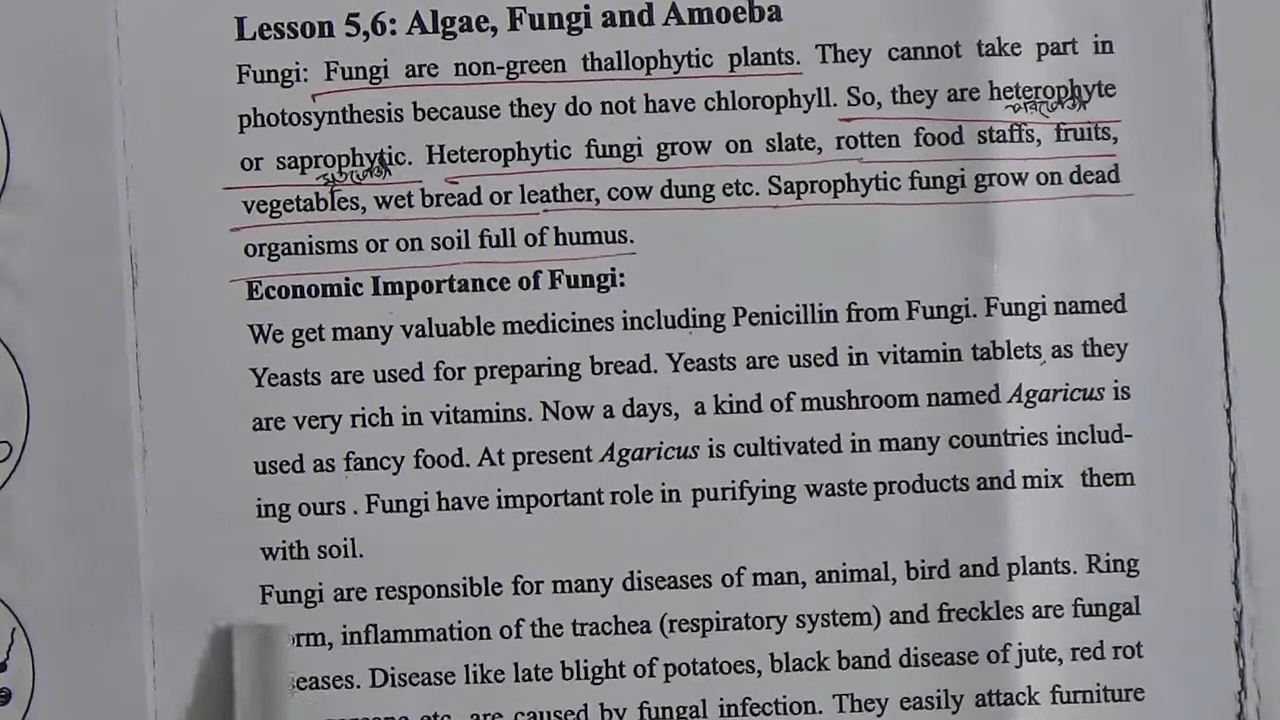 Lesson 5,6: Algae, Fungi and Amoeba
Fungi: Fungi are non-green thallophytic plants. They cannot take part in
photosynthesis because they do not have chlorophyll. So, they are heterophyte
or saprophytic. Heterophytic fungi grow on slate, rotten food staffs, fruits,
vegetables, wet bread or leather, cow dung etc. Saprophytic fungi grow on dead
organisms or on soil full of humus.
Economic Importance of Fungi:
We get many valuable medicines including Penicillin from Fungi. Fungi named
Yeasts are used for preparing bread. Yeasts are used in vitamin tablets as they
are very rich in vitamins. Now a days, a kind of mushroom named Agaricus is
used as fancy food. At present Agaricus is cultivated in many countries includ-
ing ours . Fungi have important role in purifying waste products and mix them
with soil.
Fungi are responsible for many diseases of man, animal, bird and plants. Ring
rm, inflammation of the trachea (respiratory system) and freckles are fungal
eases. Disease like late blight of potatoes, black band disease of jute, red rot
etc. are caused by fungal infection. They easily attack furniture